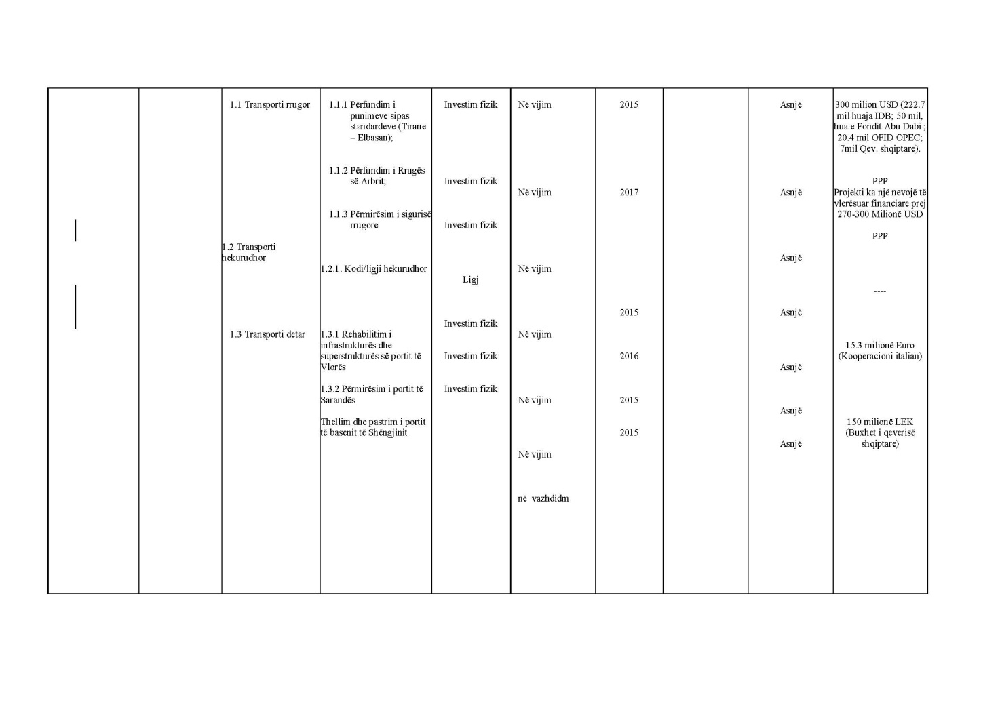 1.1 Transporti rrugor
1.2 Transporti
hekurudhor
1.3 Transporti detar
1.1.1 Përfundim i
punimeve sipas
standardeve (Tirane
– Elbasan);
1.1.2 Përfundim i Rrugës
së Arbrit;
1.1.3 Përmirësim i sigurisë
rrugore
1.2.1. Kodi/ligji hekurudhor
1.3.1 Rehabilitim i
infrastrukturës dhe
superstrukturës së portit të
Vlorës
1.3.2 Përmirësim i portit të
Sarandës
Thellim dhe pastrim i portit
të basenit të Shëngjinit
Investim fizik
Investim fizik
Investim fizik
Ligj
Investim fizik
Investim fizik
Investim fizik
Në vijim
Në vijim
Në vijim
Në vijim
Në vijim
Në vijim
në  vazhdidm
2015
2017
2015
2016
2015
2015
Asnjë
Asnjë
Asnjë
Asnjë
Asnjë
Asnjë
Asnjë
300 milion USD (222.7
mil huaja IDB; 50 mil,
hua e Fondit Abu Dabi ;
20.4 mil OFID OPEC;
7mil Qev. shqiptare).
PPP
Projekti ka një nevojë të
vlerësuar financiare prej
270-300 Milionë USD
PPP
----
15.3 milionë Euro
(Kooperacioni italian)
150 milionë LEK
(Buxhet i qeverisë
shqiptare)